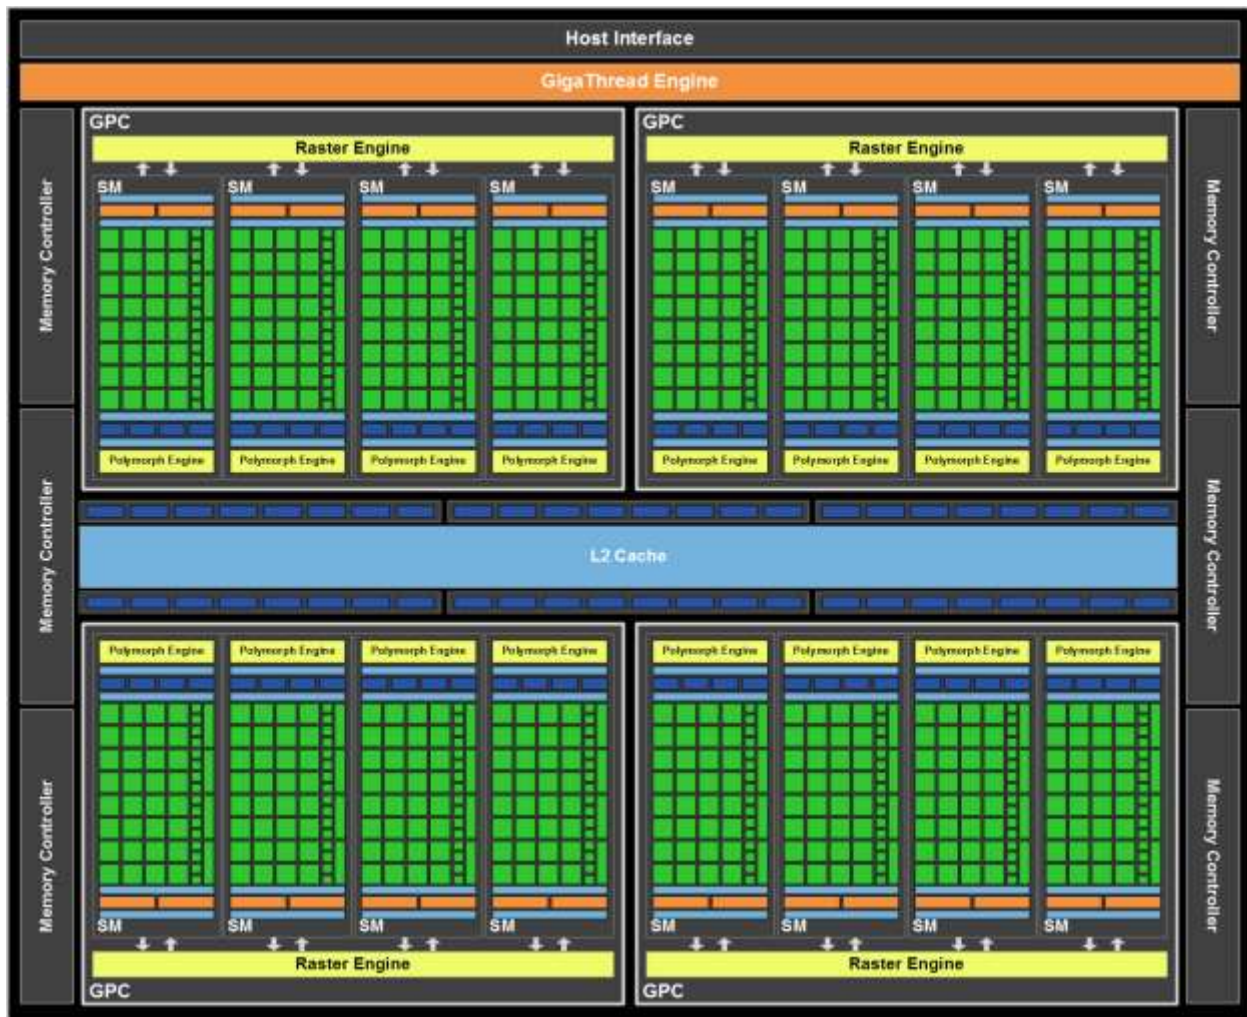 Host Interface
GigaThread Engine
GPC
GPC
Raster Engine
Raster Engine
SM SM SM SM
SM SM SM SM
Memory Controller
Memory Controller
Polymorph Engine Polymorph Engine Polymorph Engine Polymorph Engine
Polymorph Engine Polymorph Engine Polymorph Engine Polymorph Engine
L2 Cache
Memory Controller
Memory Controller
Polymorph Engine Polymorph Engine Polymorph Engine Polymorph Engine
Polymorph Engine Polymorph Engine Polymorph Engine Polymorph Engine
Memory Controller
Memory Controller
SM SM SM SM
SM SM SM SM
Raster Engine
Raster Engine
GPC
GPC